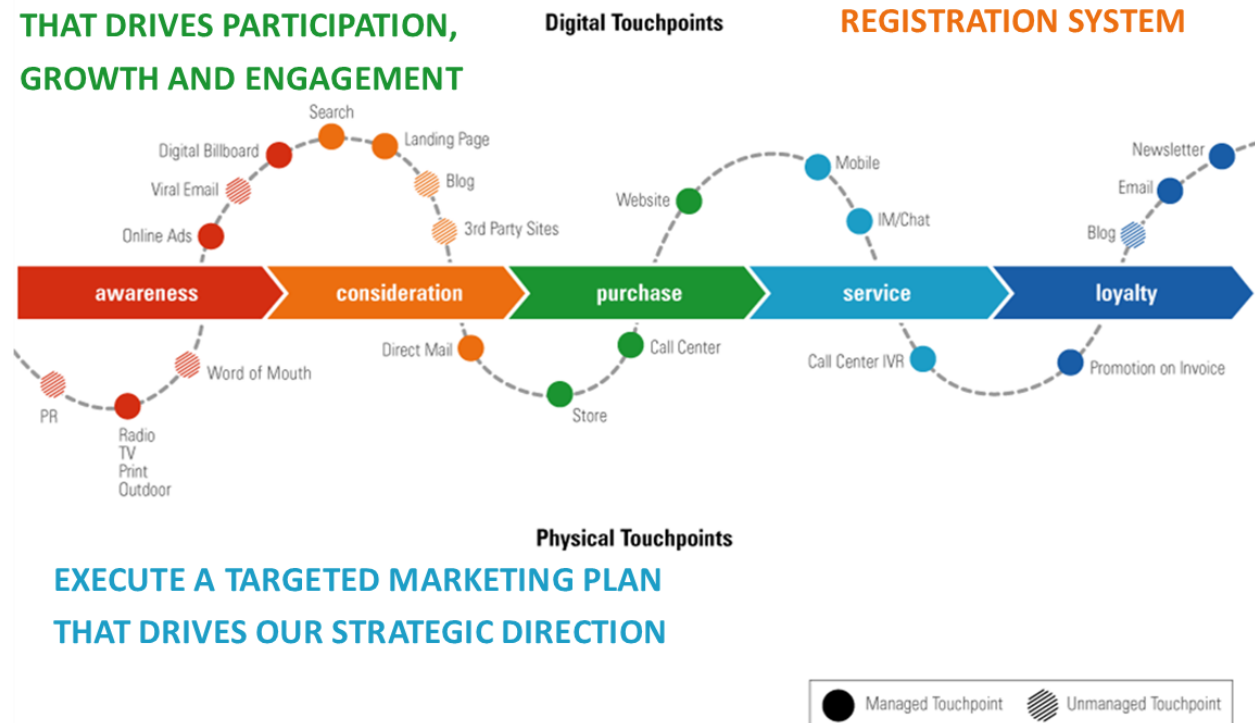 THAT DRIVES PARTICIPATION,
GROWTH AND ENGAGEMENT
Digital Touchpoints
REGISTRATION SYSTEM
Search
Landing Page
Digital Billboard
Blog
Viral Email
3rd Party Sites
Online Ads
Website
Mobile
IM/Chat
Newsletter
Email
Blog
awareness
consideration
purchase
service
loyalty
PR
Radio
TV
Print
Outdoor
Word of Mouth
Direct Mail
Store
Call Center
Call Center IVR
Promotion on Invoice
Physical Touchpoints
EXECUTE A TARGETED MARKETING PLAN
THAT DRIVES OUR STRATEGIC DIRECTION
Managed Touchpoint
Unmanaged Touchpoint